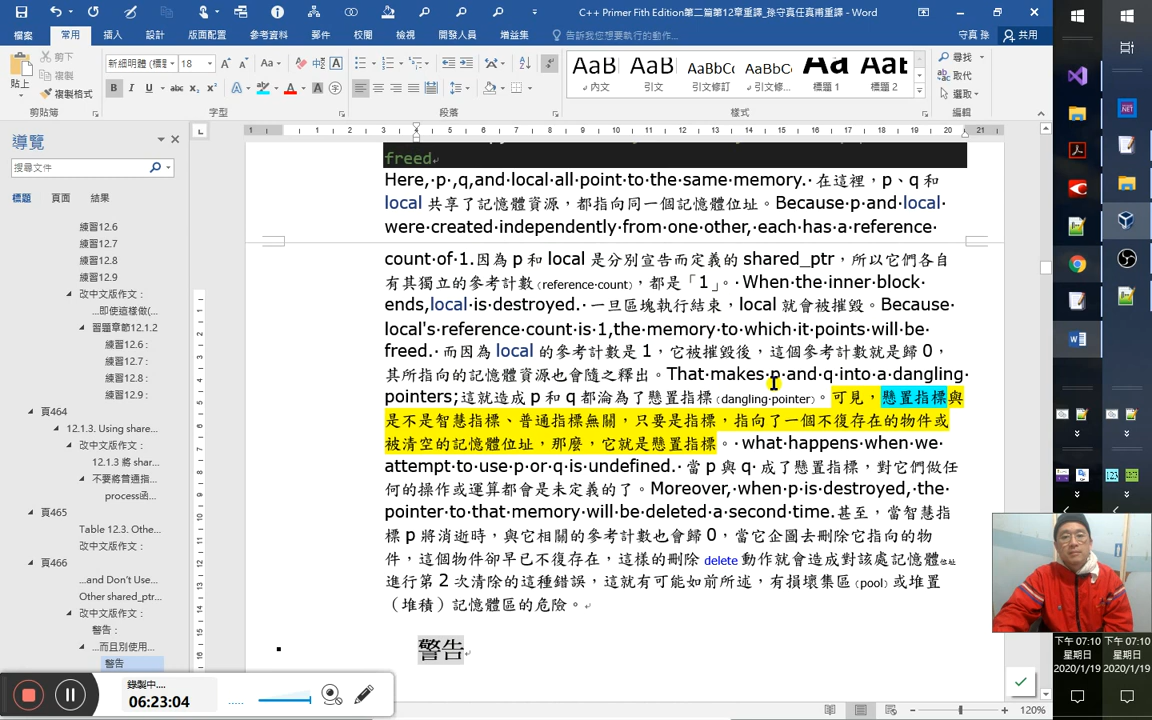 C++ Primer Fifth Edition第二篇第12章重譯_孫守真任真甫重譯 - Word
檔案 常用 插入 設計 版面配置 參考資料 郵件 校閱 檢視 開發人員 增益集 告訴我您想要執行的動作... 守真 孫 共用
貼上 剪下 複製 複製格式 新細明體 (標題 18
剪貼簿 字型 段落 樣式 編輯
AaB AaB AaBbC AaBbC AaB AaB
內文 引文 引文修訂 引文修... 標題 1 標題 2
尋找 取代 選取
導覽
搜尋文件
標題 頁面 結果
練習12.6
練習12.7
練習12.8
練習12.9
改中文版作文：
...即使這樣做(...
習題章節12.1.2
練習12.6 :
練習12.7 :
練習12.8 :
練習12.9 :
頁464
12.1.3. Using share...
改中文版作文：
12.1.3 將 shar...
不要將普通指...
process函...
頁465
Table 12.3. Othe...
改中文版作文：
頁466
...and Don't Use...
Other shared_ptr...
改中文版作文：
警告：
...而且別使用...
警告
freed
Here, p ,q,and local all point to the same memory. 在這裡，p、q 和
local 共享了記憶體資源，都指向同一個記憶體位址。Because p and local
were created independently from one other, each has a reference
count of 1.因為 p 和 local 是分別宣告而定義的 shared_ptr，所以它們各自
有其獨立的參考計數（reference count），都是「1」。When the inner block
ends,local is destroyed. 一旦區塊執行結束，local 就會被摧毀。Because
local's reference count is 1,the memory to which it points will be
freed. 而因為 local 的參考計數是 1，它被摧毀後，這個參考計數就是歸 0，
其所指向的記憶體資源也會隨之釋出。That makes p and q into a dangling
pointers;這就造成 p 和 q 都淪為了懸置指標（dangling pointer）。可見，懸置指標與
是不是智慧指標、普通指標無關，只要是指標，指向了一個不復存在的物件或
被清空的記憶體位址，那麼，它就是懸置指標。 what happens when we
attempt to use p or q is undefined. 當 p 與 q 成了懸置指標，對它們做任
何的操作或運算都會是未定義的了。Moreover, when p is destroyed, the
pointer to that memory will be deleted a second time.甚至，當智慧指
標 p 將消逝時，與它相關的參考計數也會歸 0，當它企圖去刪除它指向的物
件，這個物件卻早已不復存在，這樣的刪除 delete 動作就會造成對該處記憶體位址
進行第 2 次清除的這種錯誤，這就有可能如前所述，有損壞集區（pool）或堆置
（堆積）記憶體區的危險。
警告
錄製中....
06:23:04
120%
下午 07:10 下午 07:10
星期日 星期日
2020/1/19 2020/1/19